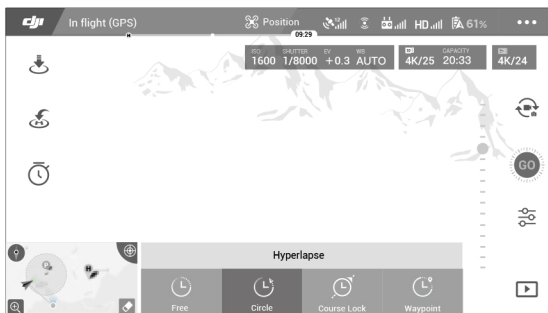 dji In flight (GPS) Position 12 HD 61%
H 09:29
ISO SHUTTER EV WB CAPACITY
1600 1/8000 +0.3 AUTO 4K/25 20:33 4K/24
H
GO
Hyperlapse
H
Free Circle Course Lock Waypoint